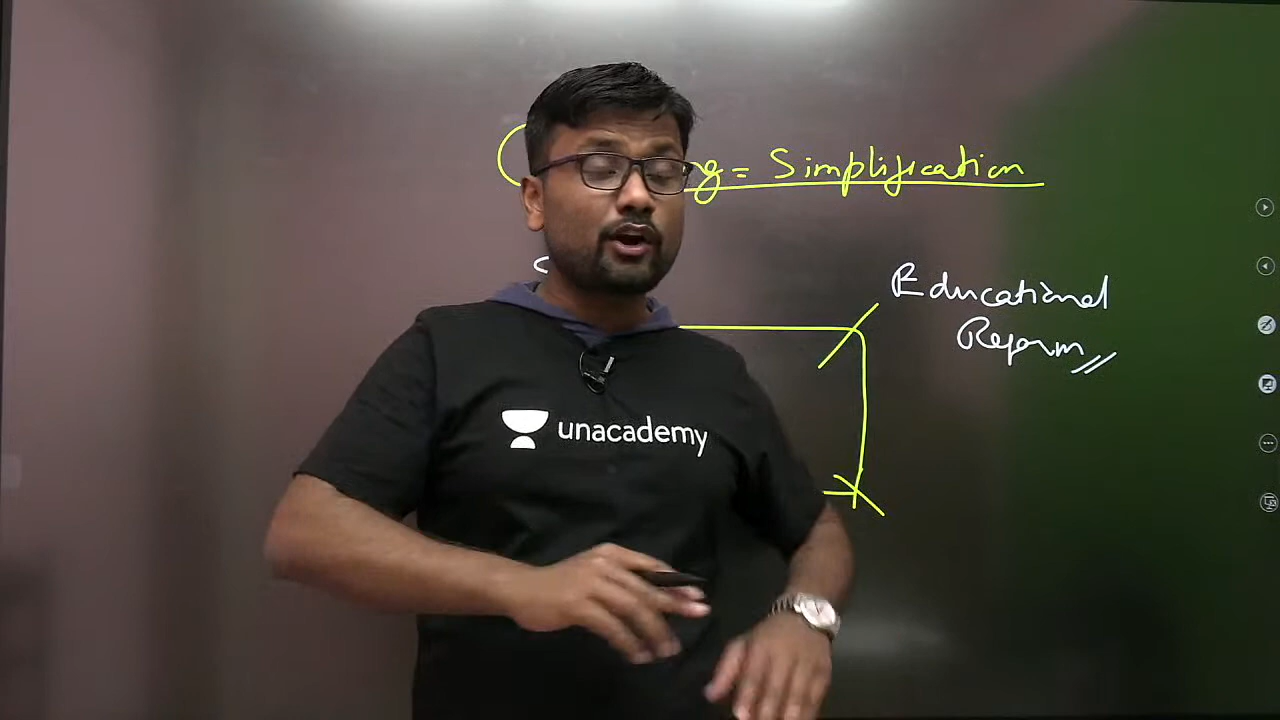 g = Simplification
Educational
Reform
unacademy